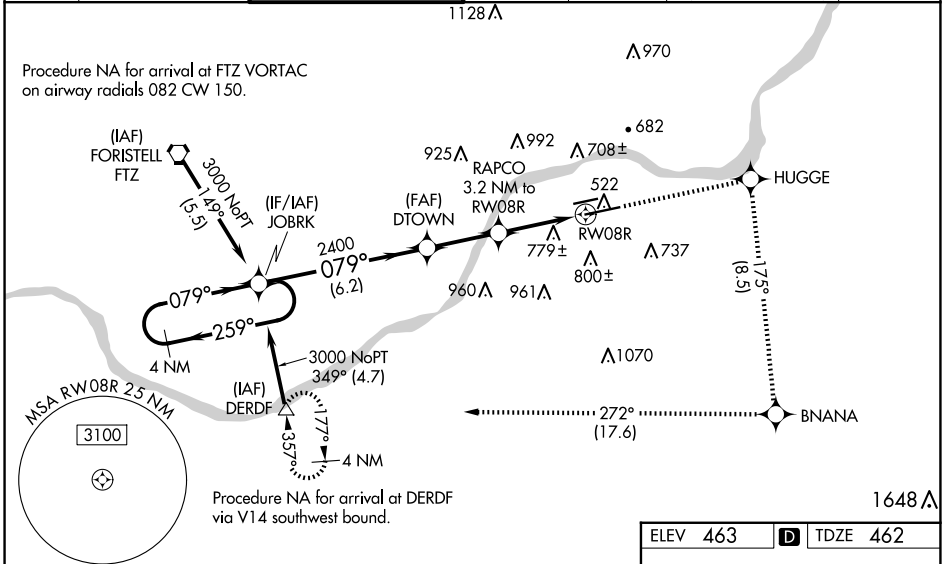 1128
970
Procedure NA for arrival at FTZ VORTAC
on airway radials 082 CW 150.
682
(IAF)
FORISTELL
FTZ
992
925
708±
RAPCO
3.2 NM to
RW08R
3000 NoPT
149°
(5.5)
522
HUGGE
(IF/IAF)
JOBRK
(FAF)
DTOWN
RW08R
2400
079°
(6.2)
779±
737
800±
079°
960
961
259°
175°
(8.5)
4 NM
3000 NoPT
349° (4.7)
1070
(IAF)
DERDF
MSA RW08R 25 NM
3100
177°
357°
4 NM
272°
(17.6)
BNANA
Procedure NA for arrival at DERDF
via V14 southwest bound.
1648
ELEV 463 D TDZE 462